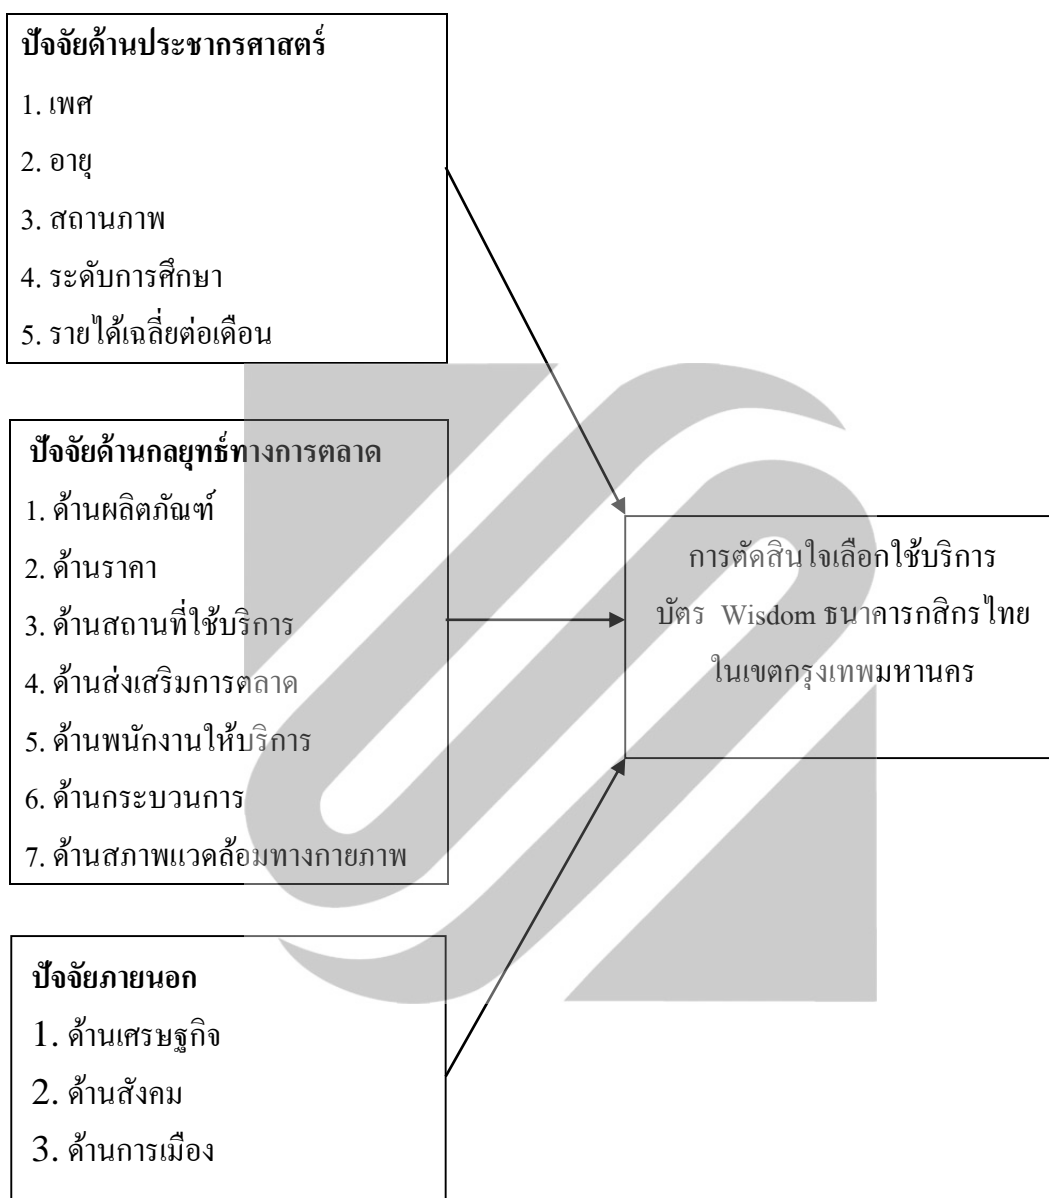 ปัจจัยด้านประชากรศาสตร์
1. เพศ
2. อายุ
3. สถานภาพ
4. ระดับการศึกษา
5. รายได้เฉลี่ยต่อเดือน
ปัจจัยด้านกลยุทธ์ทางการตลาด
1. ด้านผลิตภัณฑ์
2. ด้านราคา
3. ด้านสถานที่ใช้บริการ
4. ด้านส่งเสริมการตลาด
5. ด้านพนักงานให้บริการ
6. ด้านกระบวนการ
7. ด้านสภาพแวดล้อมทางกายภาพ
ปัจจัยภายนอก
1. ด้านเศรษฐกิจ
2. ด้านสังคม
3. ด้านการเมือง
การตัดสินใจเลือกใช้บริการ
บัตร Wisdom ธนาคารกสิกรไทย
ในเขตกรุงเทพมหานคร